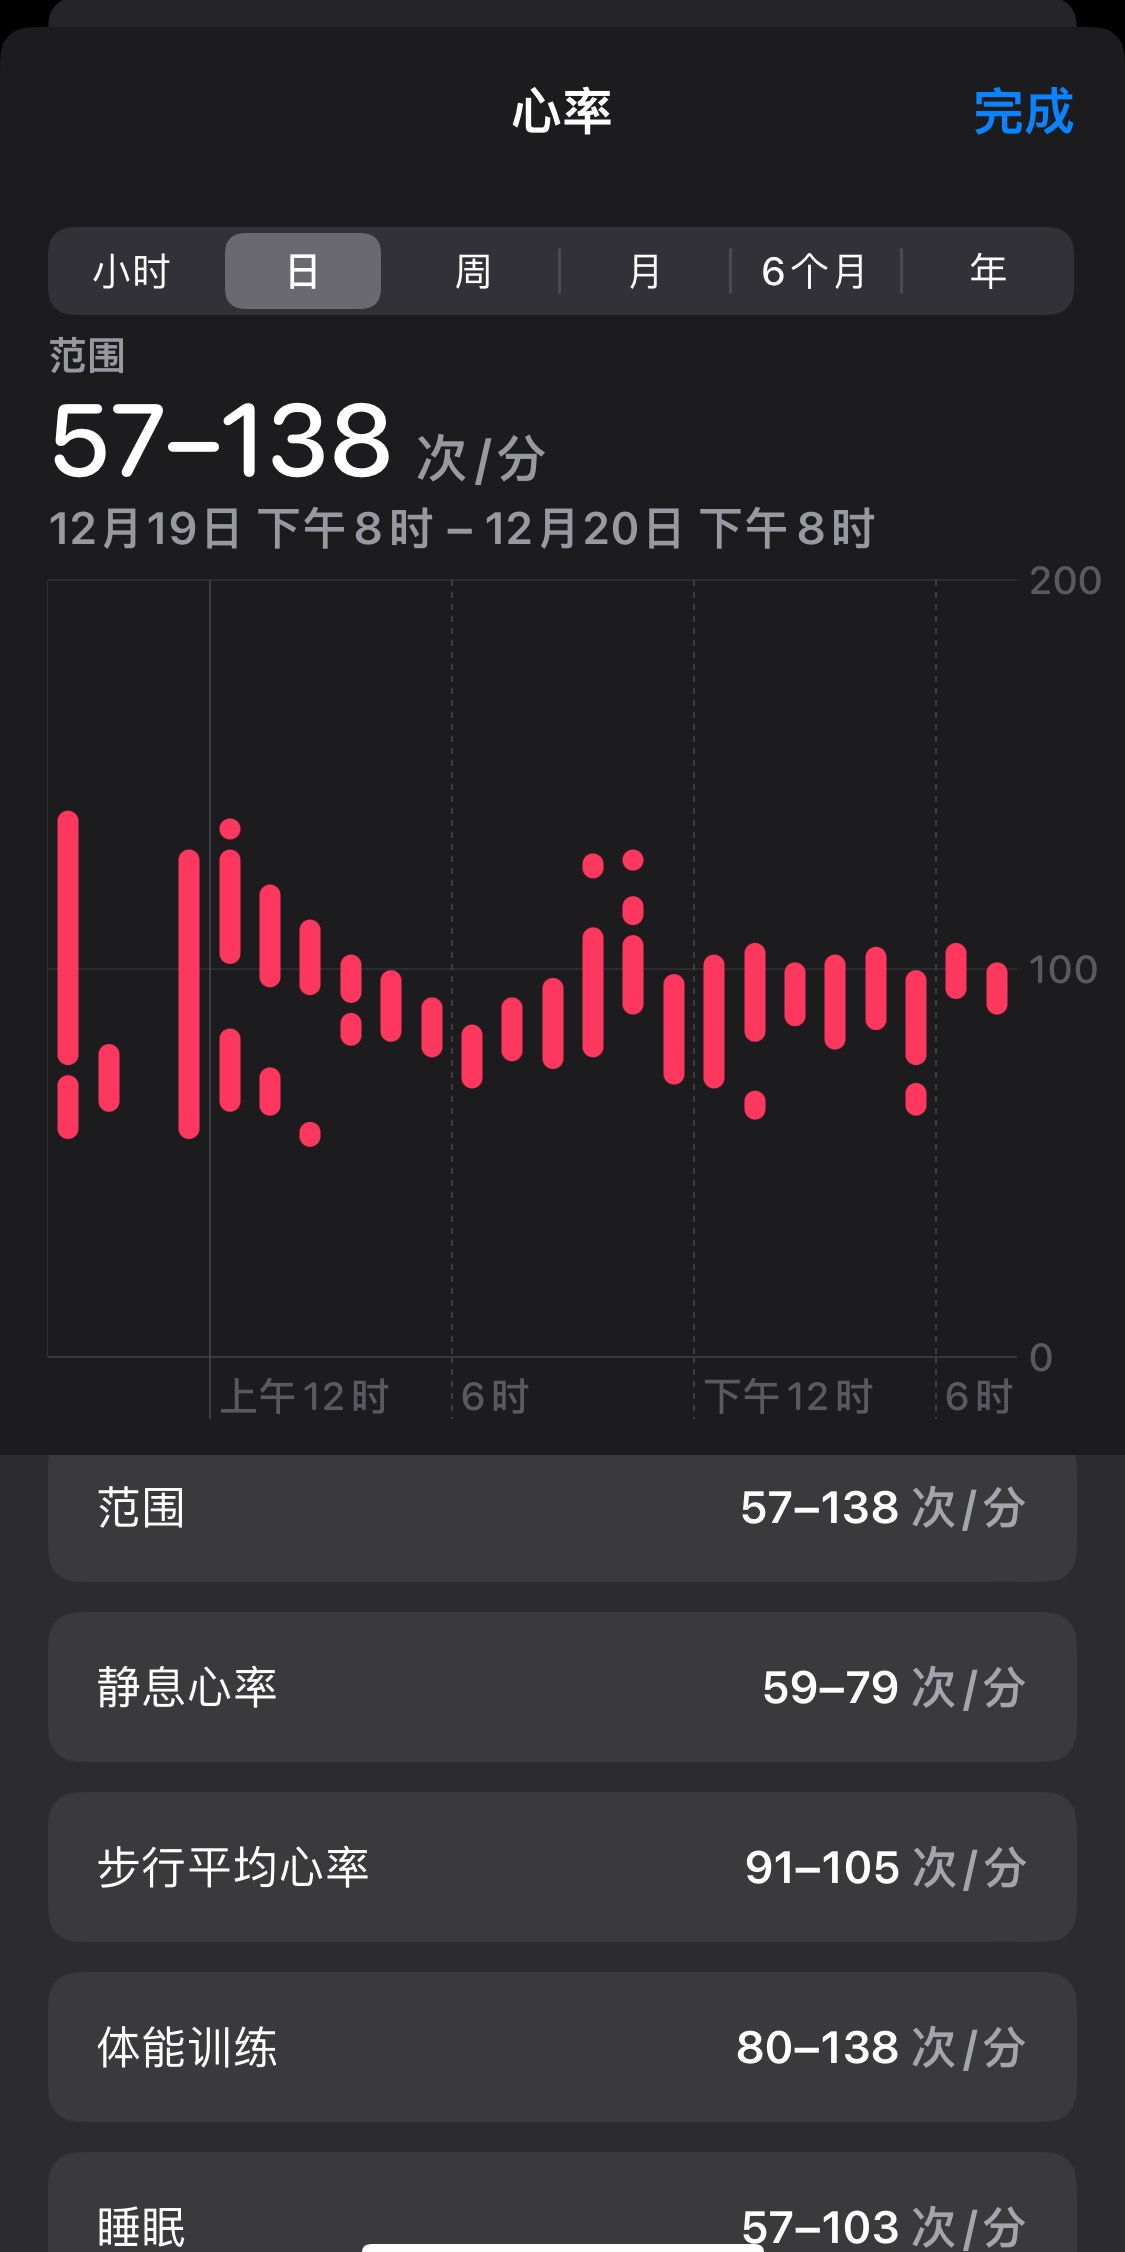 心率
完成
小时 日 周 月 6个月 年
范围
57–138 次/分
12月19日 下午8时 – 12月20日 下午8时
200
100
0
上午12时 6时 下午12时 6时
范围 57–138 次/分
静息心率 59–79 次/分
步行平均心率 91–105 次/分
体能训练 80–138 次/分
睡眠 57–103 次/分